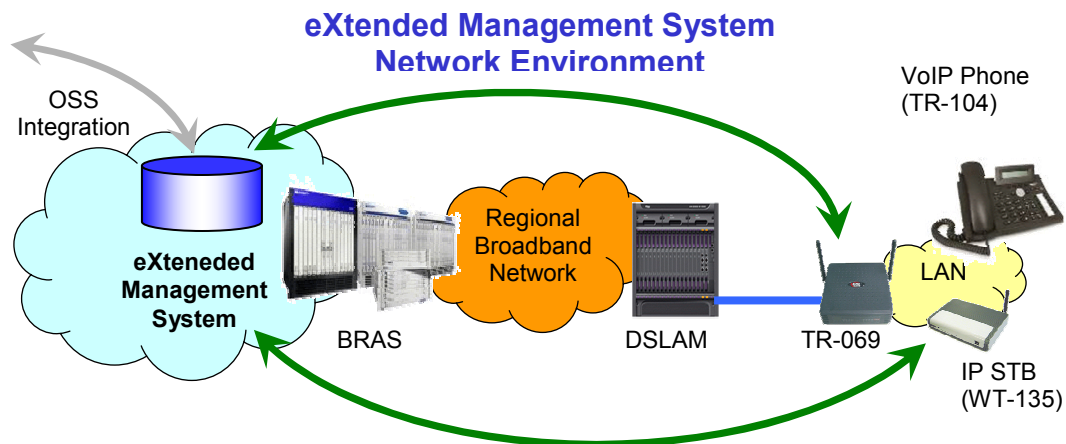 eXtended Management System
Network Environment
OSS
Integration
VoIP Phone
(TR-104)
Regional
Broadband
Network
eXteneded
Management
System
LAN
BRAS
DSLAM
TR-069
IP STB
(WT-135)